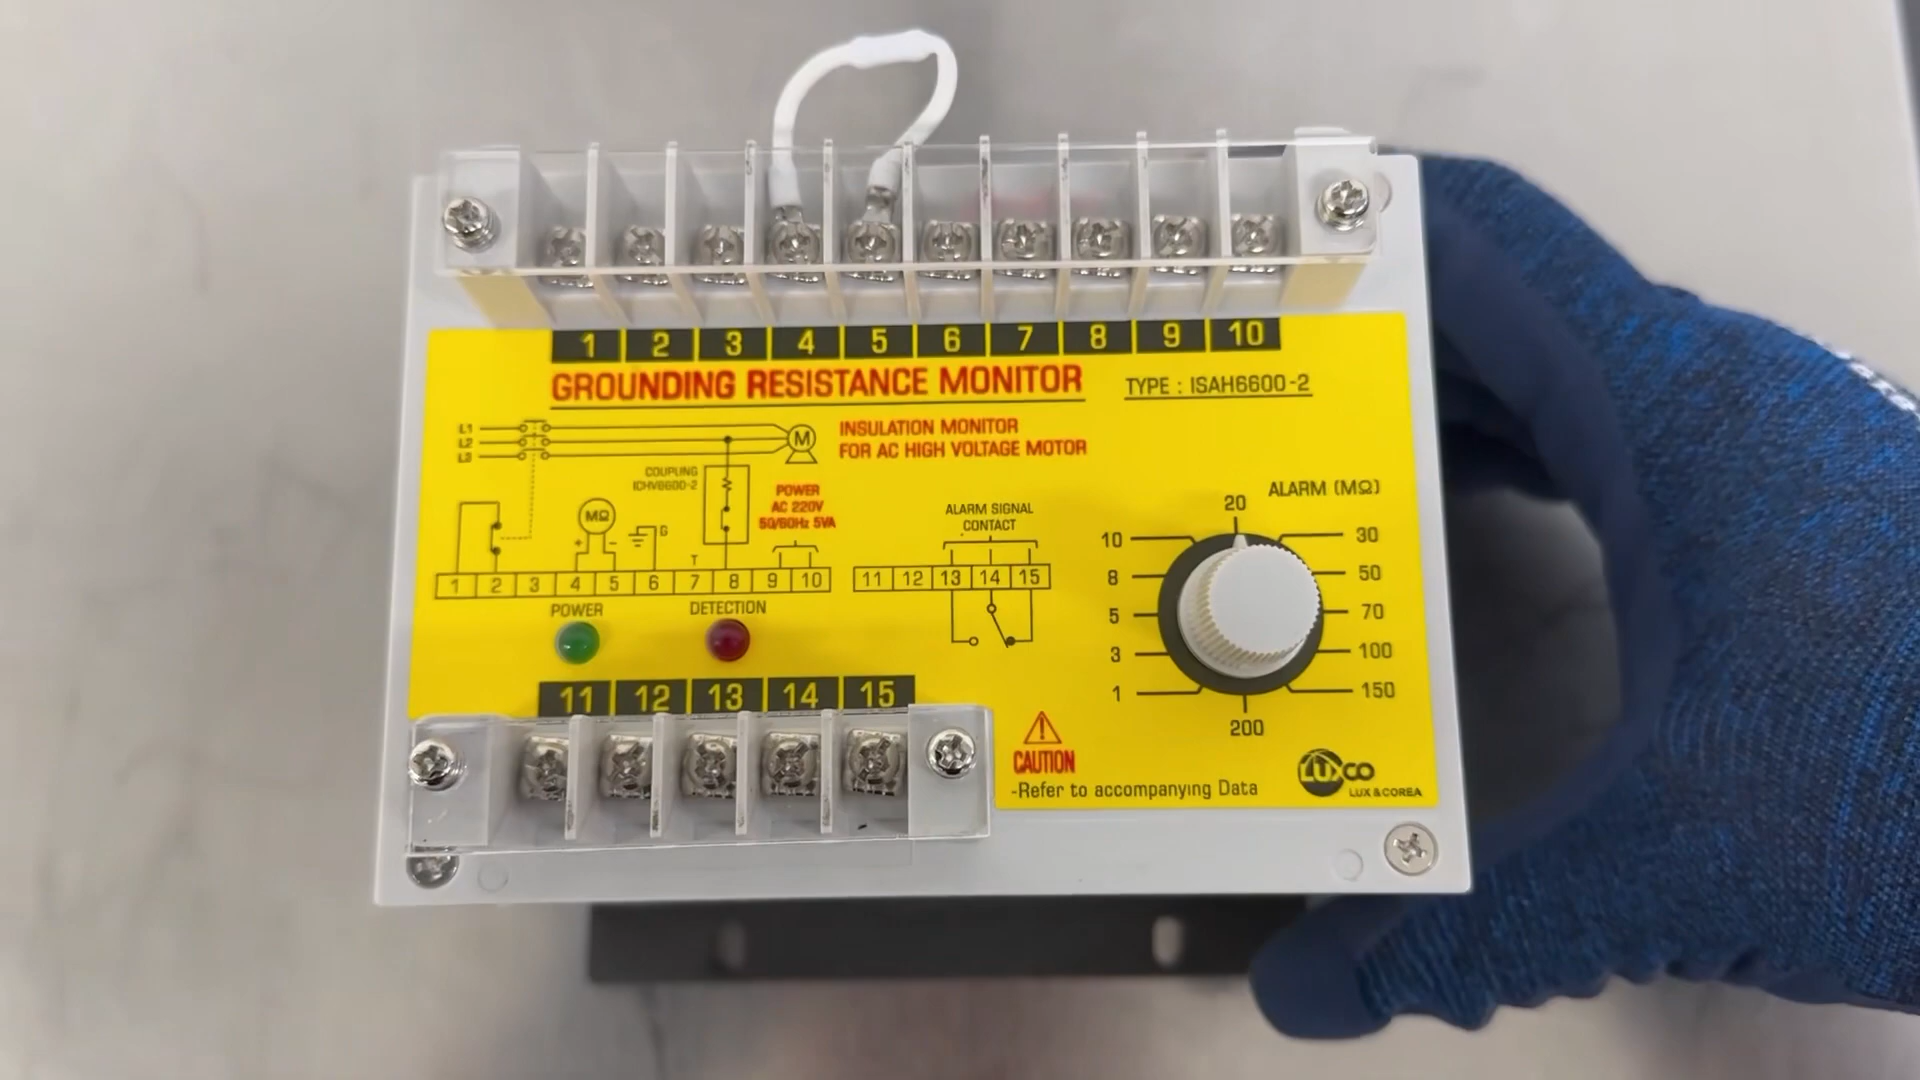 1 2 3 4 5 6 7 8 9 10
GROUNDING RESISTANCE MONITOR
TYPE : ISAH6600-2
INSULATION MONITOR
FOR AC HIGH VOLTAGE MOTOR
L1
L2
L3
M
COUPLING
ICHV6600-2
POWER
AC 220V
50/60Hz 5VA
MΩ
+ -
G
T
1 2 3 4 5 6 7 8 9 10
POWER
DETECTION
ALARM SIGNAL
CONTACT
11 12 13 14 15
ALARM (MΩ)
20
10 30
8 50
5 70
3 100
1 150
200
11 12 13 14 15
CAUTION
-Refer to accompanying Data
LUXCO
LUX & COREA